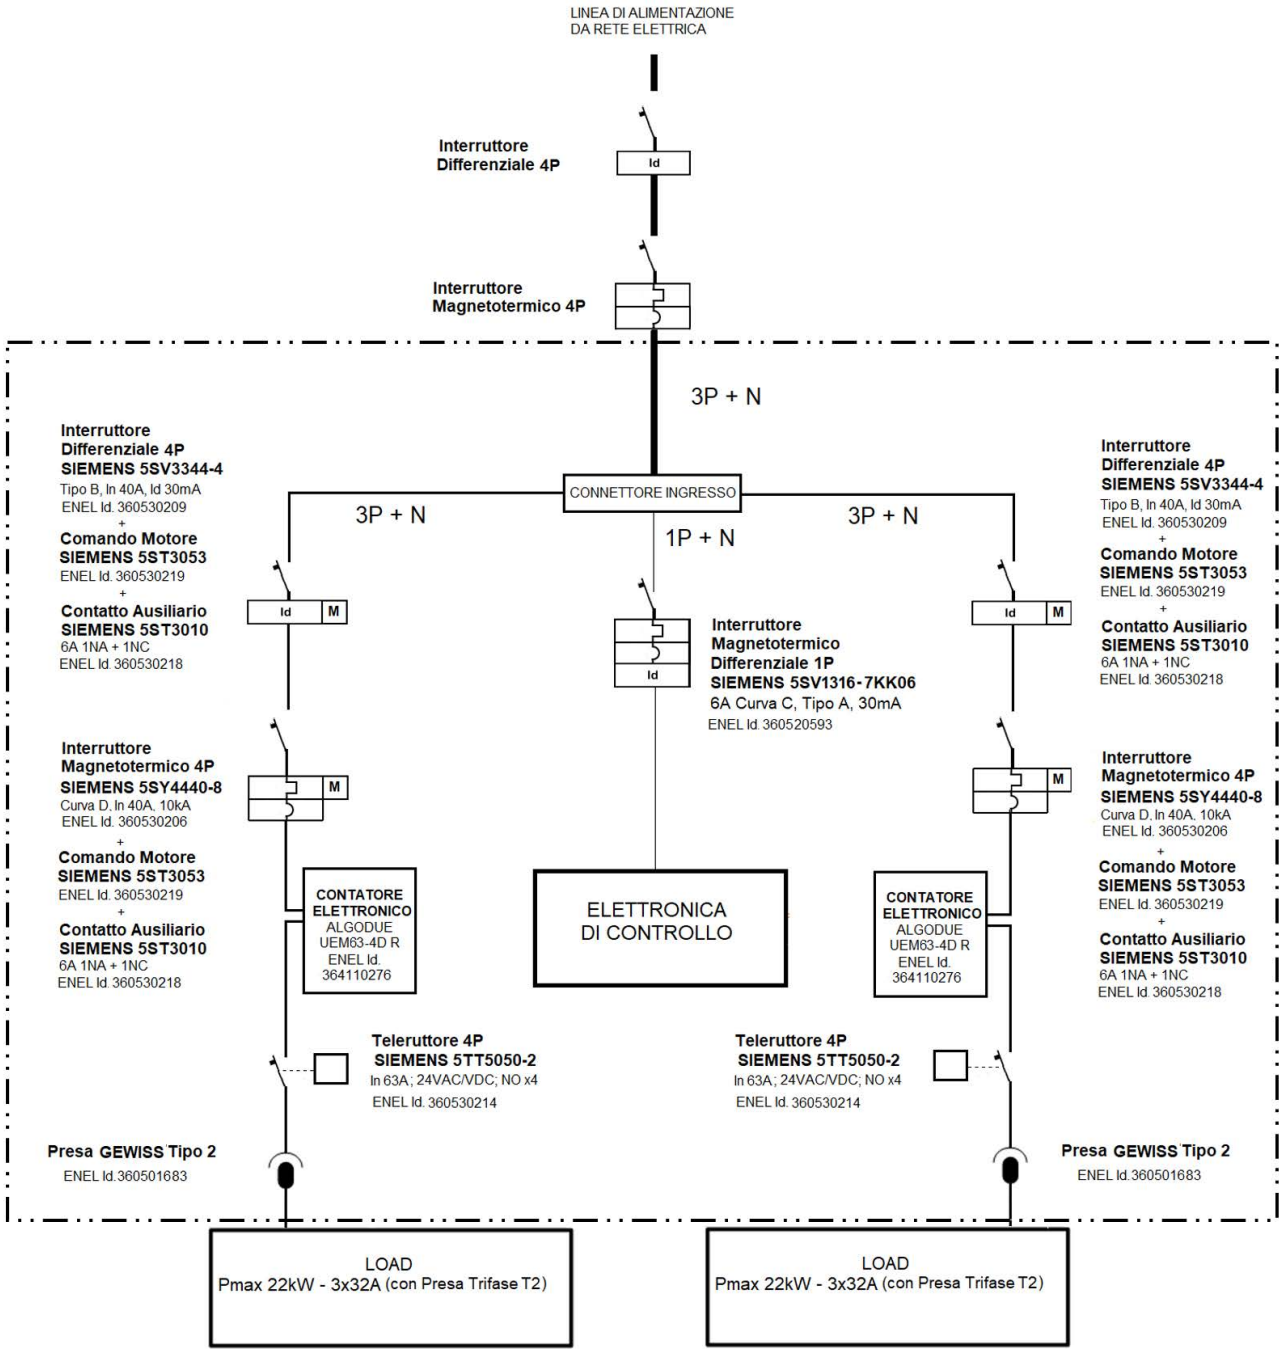 LINEA DI ALIMENTAZIONE
DA RETE ELETTRICA
Interruttore
Differenziale 4P
Id
Interruttore
Magnetotermico 4P
3P + N
CONNETTORE INGRESSO
3P + N
1P + N
3P + N
Interruttore
Differenziale 4P
SIEMENS 5SV3344-4
Tipo B, In 40A, Id 30mA
ENEL Id. 360530209
+
Comando Motore
SIEMENS 5ST3053
ENEL Id. 360530219
+
Contatto Ausiliario
SIEMENS 5ST3010
6A 1NA + 1NC
ENEL Id. 360530218
Id M
Interruttore
Magnetotermico 4P
SIEMENS 5SY4440-8
Curva D, In 40A, 10kA
ENEL Id. 360530206
+
Comando Motore
SIEMENS 5ST3053
ENEL Id. 360530219
+
Contatto Ausiliario
SIEMENS 5ST3010
6A 1NA + 1NC
ENEL Id. 360530218
M
CONTATORE
ELETTRONICO
ALGODUE
UEM63-4D R
ENEL Id.
364110276
Teleruttore 4P
SIEMENS 5TT5050-2
In 63A; 24VAC/VDC; NO x4
ENEL Id. 360530214
Presa GEWISS Tipo 2
ENEL Id.360501683
LOAD
Pmax 22kW - 3x32A (con Presa Trifase T2)
Id
Interruttore
Magnetotermico
Differenziale 1P
SIEMENS 5SV1316-7KK06
6A Curva C, Tipo A, 30mA
ENEL Id. 360520593
ELETTRONICA
DI CONTROLLO
Interruttore
Differenziale 4P
SIEMENS 5SV3344-4
Tipo B, In 40A, Id 30mA
ENEL Id. 360530209
+
Comando Motore
SIEMENS 5ST3053
ENEL Id. 360530219
+
Contatto Ausiliario
SIEMENS 5ST3010
6A 1NA + 1NC
ENEL Id. 360530218
Id M
Interruttore
Magnetotermico 4P
SIEMENS 5SY4440-8
Curva D, In 40A, 10kA
ENEL Id. 360530206
+
Comando Motore
SIEMENS 5ST3053
ENEL Id. 360530219
+
Contatto Ausiliario
SIEMENS 5ST3010
6A 1NA + 1NC
ENEL Id. 360530218
M
CONTATORE
ELETTRONICO
ALGODUE
UEM63-4D R
ENEL Id.
364110276
Teleruttore 4P
SIEMENS 5TT5050-2
In 63A; 24VAC/VDC; NO x4
ENEL Id. 360530214
Presa GEWISS Tipo 2
ENEL Id.360501683
LOAD
Pmax 22kW - 3x32A (con Presa Trifase T2)